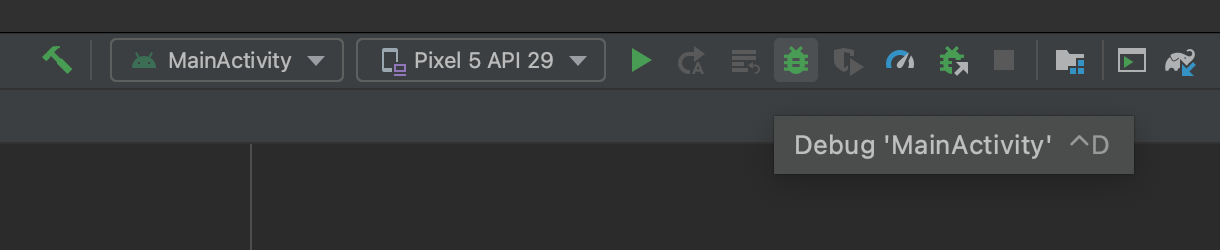 MainActivity Pixel 5 API 29
Debug 'MainActivity' ^D